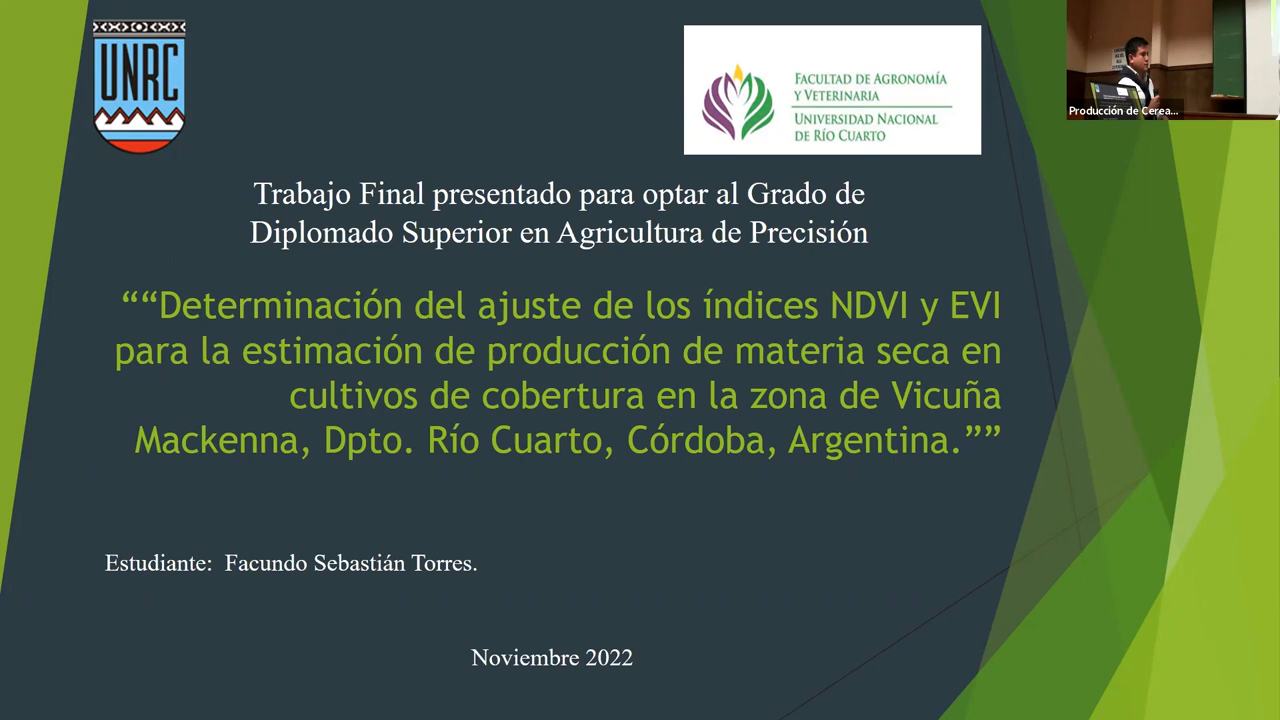 UNRC
FACULTAD DE AGRONOMÍA
Y VETERINARIA
UNIVERSIDAD NACIONAL
DE RÍO CUARTO
Producción de Cerea...
Trabajo Final presentado para optar al Grado de
Diplomado Superior en Agricultura de Precisión
““Determinación del ajuste de los índices NDVI y EVI
para la estimación de producción de materia seca en
cultivos de cobertura en la zona de Vicuña
Mackenna, Dpto. Río Cuarto, Córdoba, Argentina.””
Estudiante:  Facundo Sebastián Torres.
Noviembre 2022